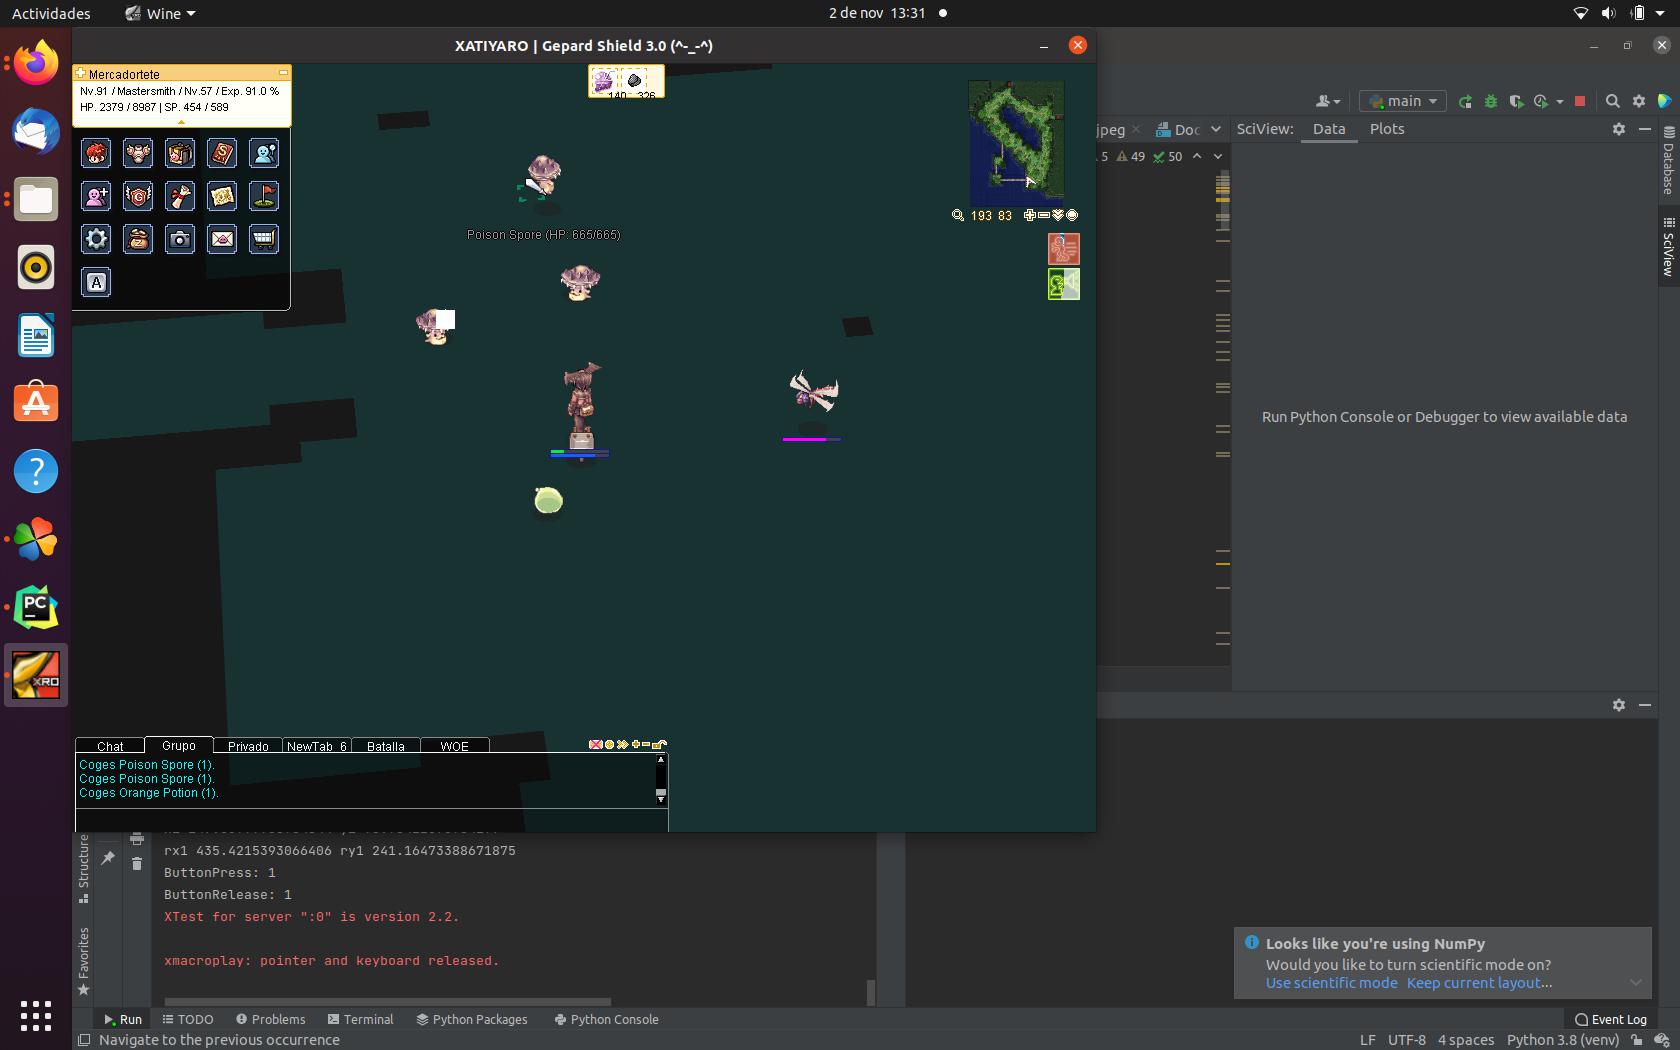 Actividades
Wine
2 de nov 13:31
XATIYARO | Gepard Shield 3.0 (^-_-^)
Mercadortete
Nv.91 / Mastersmith / Nv.57 / Exp. 91.0 %
HP. 2379 / 8987 | SP. 454 / 589
140 326
193 83
A
Poison Spore (HP: 665/665)
PC
XRO
Chat
Grupo
Privado
NewTab 6
Batalla
WOE
Coges Poison Spore (1).
Coges Poison Spore (1).
Coges Orange Potion (1).
main
jpeg
Doc
5
49
50
SciView:
Data
Plots
Run Python Console or Debugger to view available data
Database
SciView
rx1 435.4215393066406 ry1 241.16473388671875
ButtonPress: 1
ButtonRelease: 1
XTest for server ":0" is version 2.2.
xmacroplay: pointer and keyboard released.
Structure
Favorites
Looks like you're using NumPy
Would you like to turn scientific mode on?
Use scientific mode Keep current layout...
Run
TODO
Problems
Terminal
Python Packages
Python Console
Event Log
Navigate to the previous occurrence
LF UTF-8 4 spaces Python 3.8 (venv)